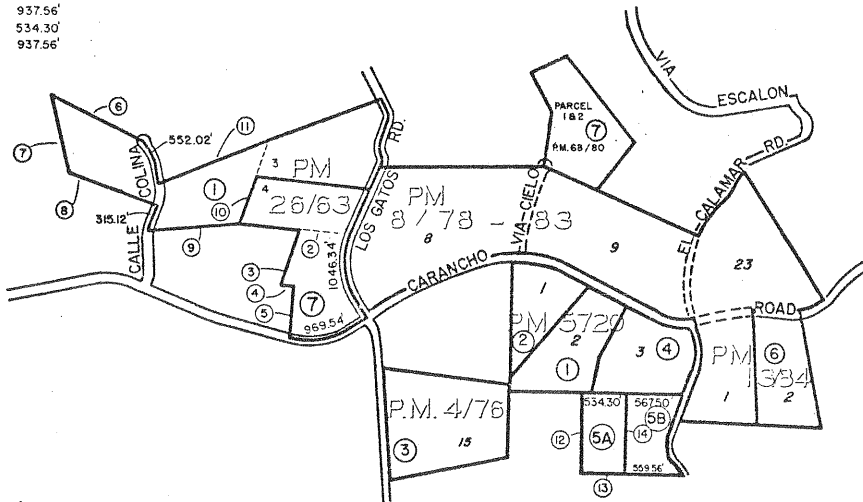 937.56'
534.30'
937.56'
VIA
ESCALON
6
552.02'
11
RD.
PARCEL
1 & 2
7
P.M. 68/80
7
COLINA
3
PM
1
4
8
10
26/63
315.12'
CALLE
9
2
LOS GATOS
1046.34'
3
4
5
7
969.54'
PM
8/78 - 83
8
VIA CIELO
9
CARANCHO
EL CALAMAR RD.
23
ROAD
1
PM 5720
2
2
1
3
4
PM
13/84
6
1
2
P.M. 4/76
3
15
534.30'
567.50'
12
5A
14
5B
559.56'
13